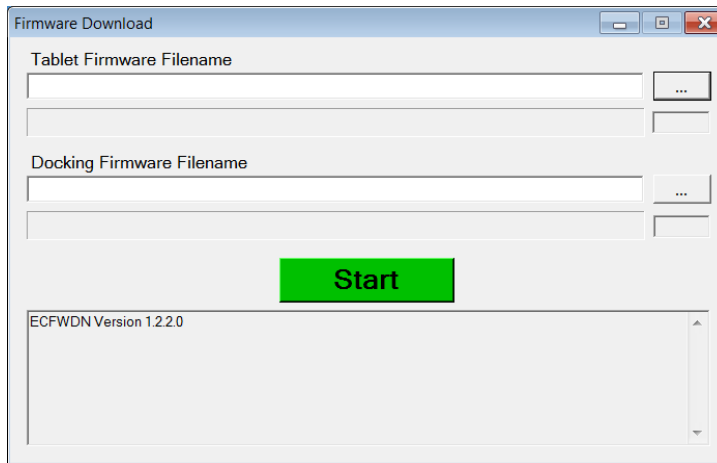 Firmware Download
Tablet Firmware Filename
...
Docking Firmware Filename
...
Start
ECFWDN Version 1.2.2.0